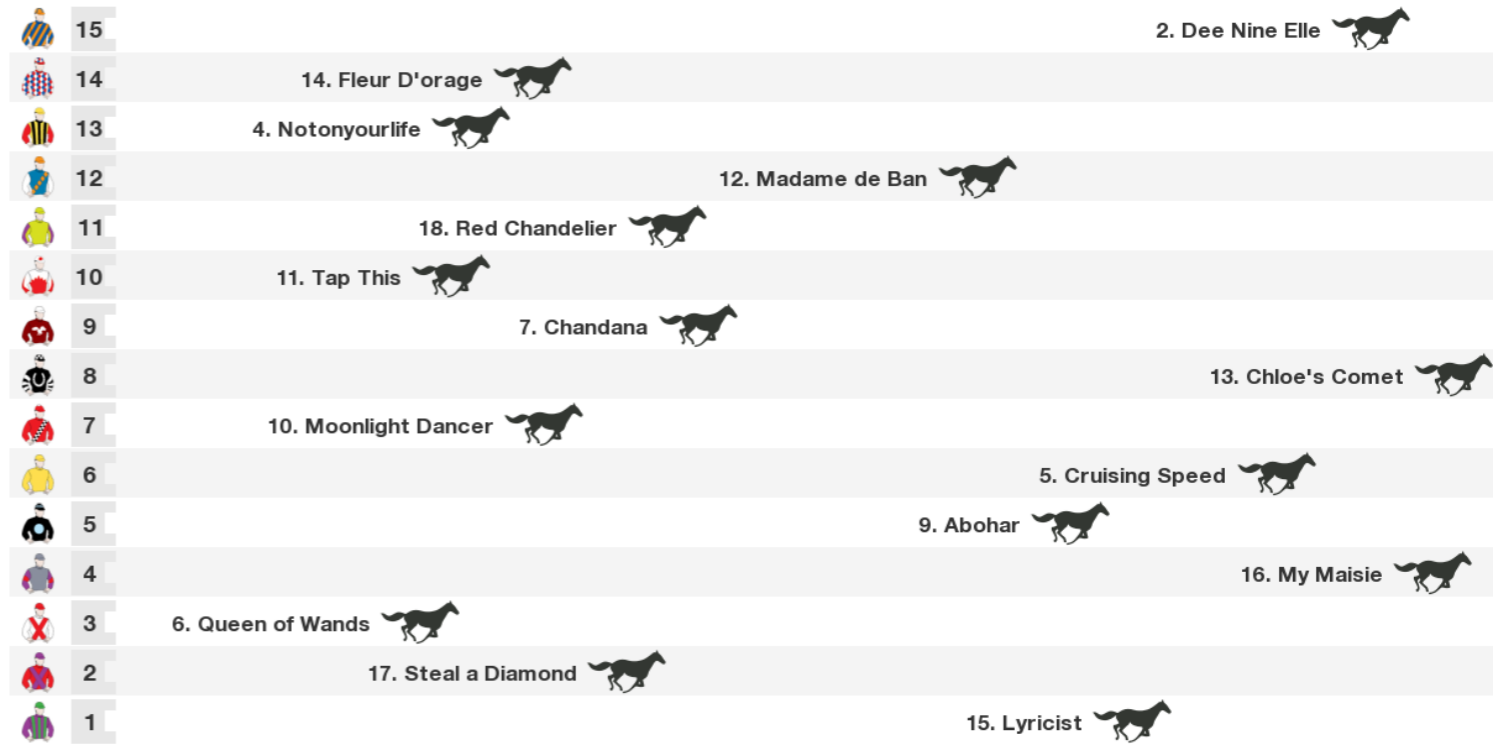 15 2. Dee Nine Elle
14 14. Fleur D'orage
13 4. Notonyourlife
12 12. Madame de Ban
11 18. Red Chandelier
10 11. Tap This
9 7. Chandana
8 13. Chloe's Comet
7 10. Moonlight Dancer
6 5. Cruising Speed
5 9. Abohar
4 16. My Maisie
3 6. Queen of Wands
2 17. Steal a Diamond
1 15. Lyricist